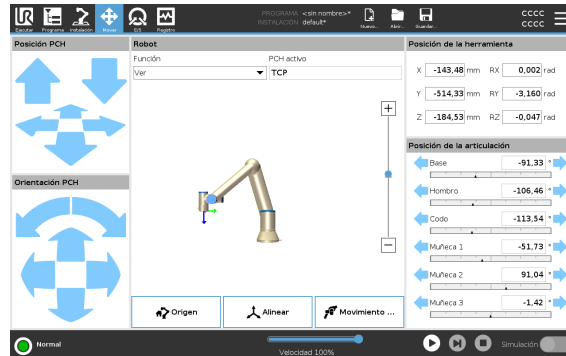 UR
PROGRAMA <sin nombre>*
INSTALACIÓN default*
CCCC
CCCC
Ejecutar Programa Instalación Mover E/S Registro Nuevo... Abrir... Guardar...
Posición PCH
Robot
Posición de la herramienta
Función
PCH activo
Ver
TCP
X -143,48 mm RX 0,002 rad
Y -514,33 mm RY -3,160 rad
Z -184,53 mm RZ -0,047 rad
Posición de la articulación
Base -91,33 °
Orientación PCH
Hombro -106,46 °
Codo -113,54 °
Muñeca 1 -51,73 °
Muñeca 2 91,04 °
Muñeca 3 -1,42 °
Origen
Alinear
Movimiento ...
Normal
Velocidad 100%
Simulación